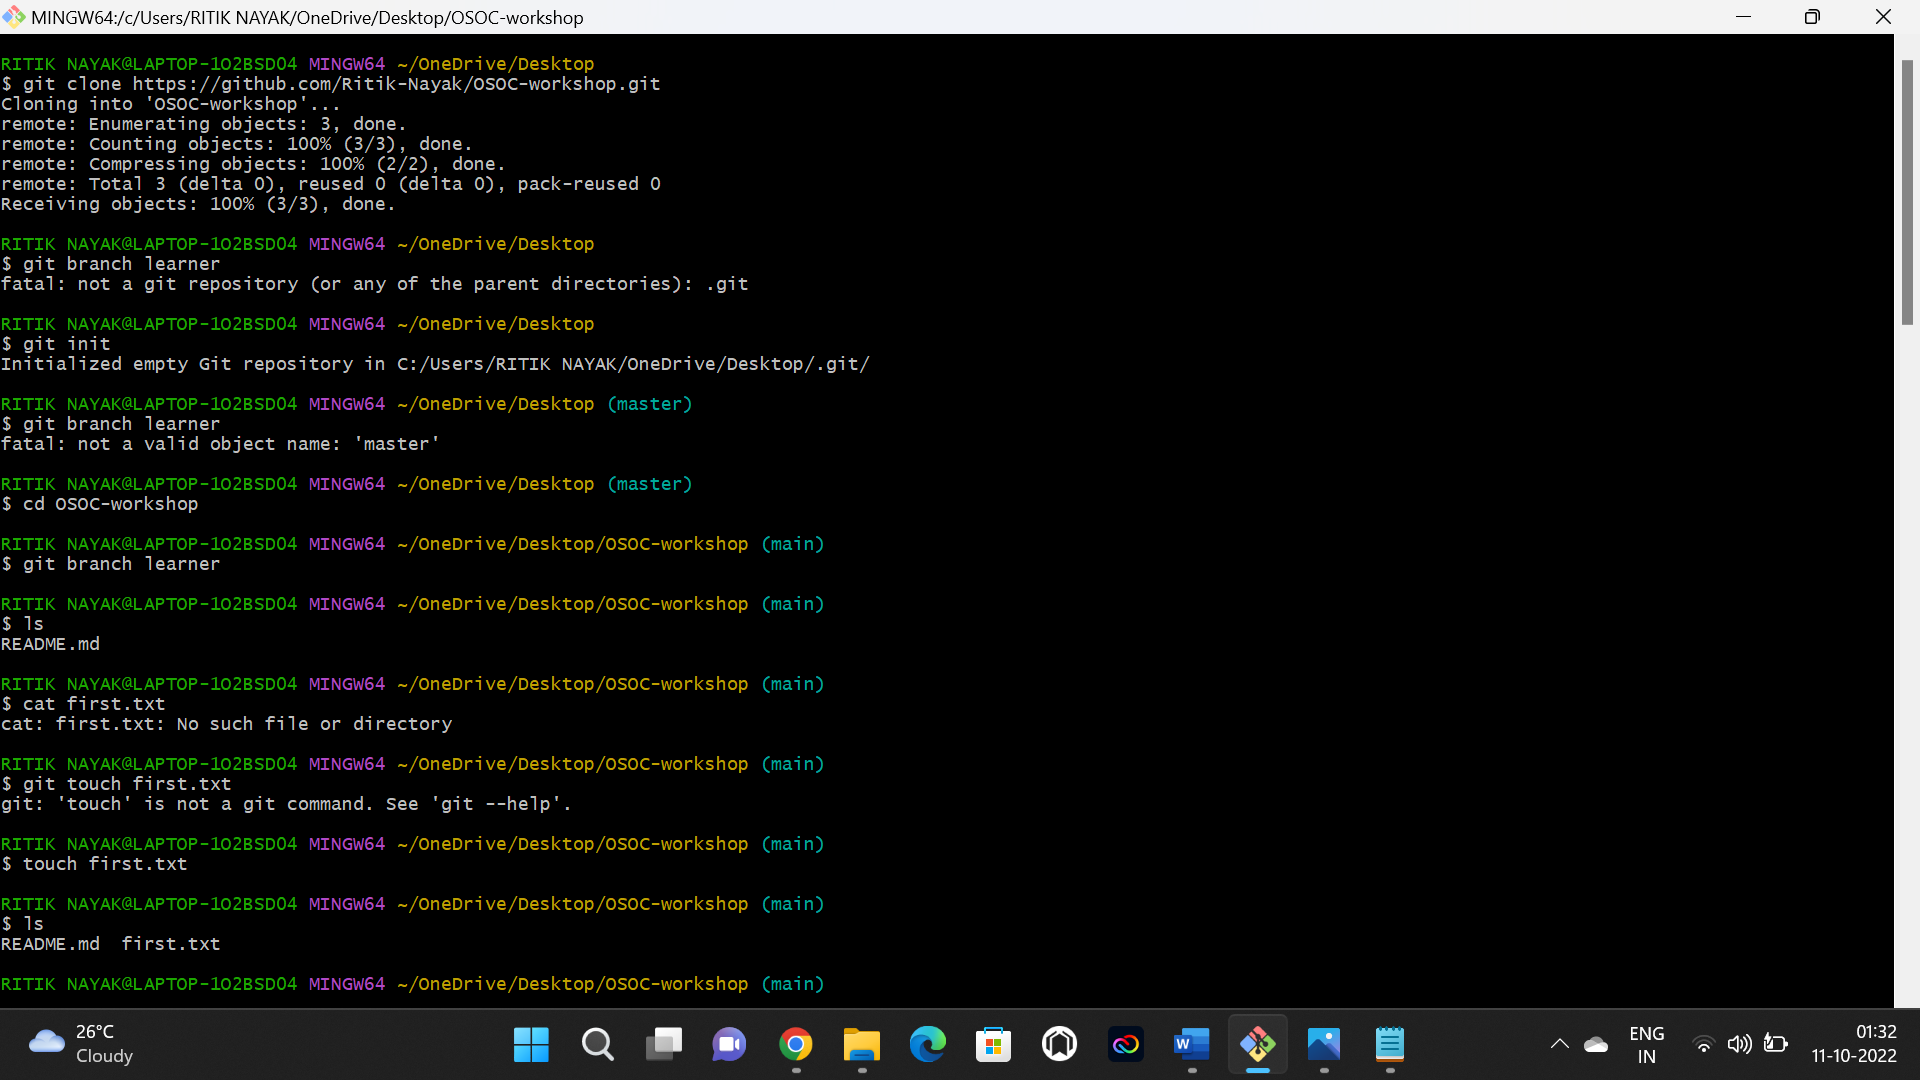 MINGW64:/c/Users/RITIK NAYAK/OneDrive/Desktop/OSOC-workshop
RITIK NAYAK@LAPTOP-1O2BSDO4 MINGW64 ~/OneDrive/Desktop
$ git clone https://github.com/Ritik-Nayak/OSOC-workshop.git
Cloning into 'OSOC-workshop'...
remote: Enumerating objects: 3, done.
remote: Counting objects: 100% (3/3), done.
remote: Compressing objects: 100% (2/2), done.
remote: Total 3 (delta 0), reused 0 (delta 0), pack-reused 0
Receiving objects: 100% (3/3), done.
RITIK NAYAK@LAPTOP-1O2BSDO4 MINGW64 ~/OneDrive/Desktop
$ git branch learner
fatal: not a git repository (or any of the parent directories): .git
RITIK NAYAK@LAPTOP-1O2BSDO4 MINGW64 ~/OneDrive/Desktop
$ git init
Initialized empty Git repository in C:/Users/RITIK NAYAK/OneDrive/Desktop/.git/
RITIK NAYAK@LAPTOP-1O2BSDO4 MINGW64 ~/OneDrive/Desktop (master)
$ git branch learner
fatal: not a valid object name: 'master'
RITIK NAYAK@LAPTOP-1O2BSDO4 MINGW64 ~/OneDrive/Desktop (master)
$ cd OSOC-workshop
RITIK NAYAK@LAPTOP-1O2BSDO4 MINGW64 ~/OneDrive/Desktop/OSOC-workshop (main)
$ git branch learner
RITIK NAYAK@LAPTOP-1O2BSDO4 MINGW64 ~/OneDrive/Desktop/OSOC-workshop (main)
$ ls
README.md
RITIK NAYAK@LAPTOP-1O2BSDO4 MINGW64 ~/OneDrive/Desktop/OSOC-workshop (main)
$ cat first.txt
cat: first.txt: No such file or directory
RITIK NAYAK@LAPTOP-1O2BSDO4 MINGW64 ~/OneDrive/Desktop/OSOC-workshop (main)
$ git touch first.txt
git: 'touch' is not a git command. See 'git --help'.
RITIK NAYAK@LAPTOP-1O2BSDO4 MINGW64 ~/OneDrive/Desktop/OSOC-workshop (main)
$ touch first.txt
RITIK NAYAK@LAPTOP-1O2BSDO4 MINGW64 ~/OneDrive/Desktop/OSOC-workshop (main)
$ ls
README.md  first.txt
RITIK NAYAK@LAPTOP-1O2BSDO4 MINGW64 ~/OneDrive/Desktop/OSOC-workshop (main)
26°C
Cloudy
W
ENG
IN
01:32
11-10-2022